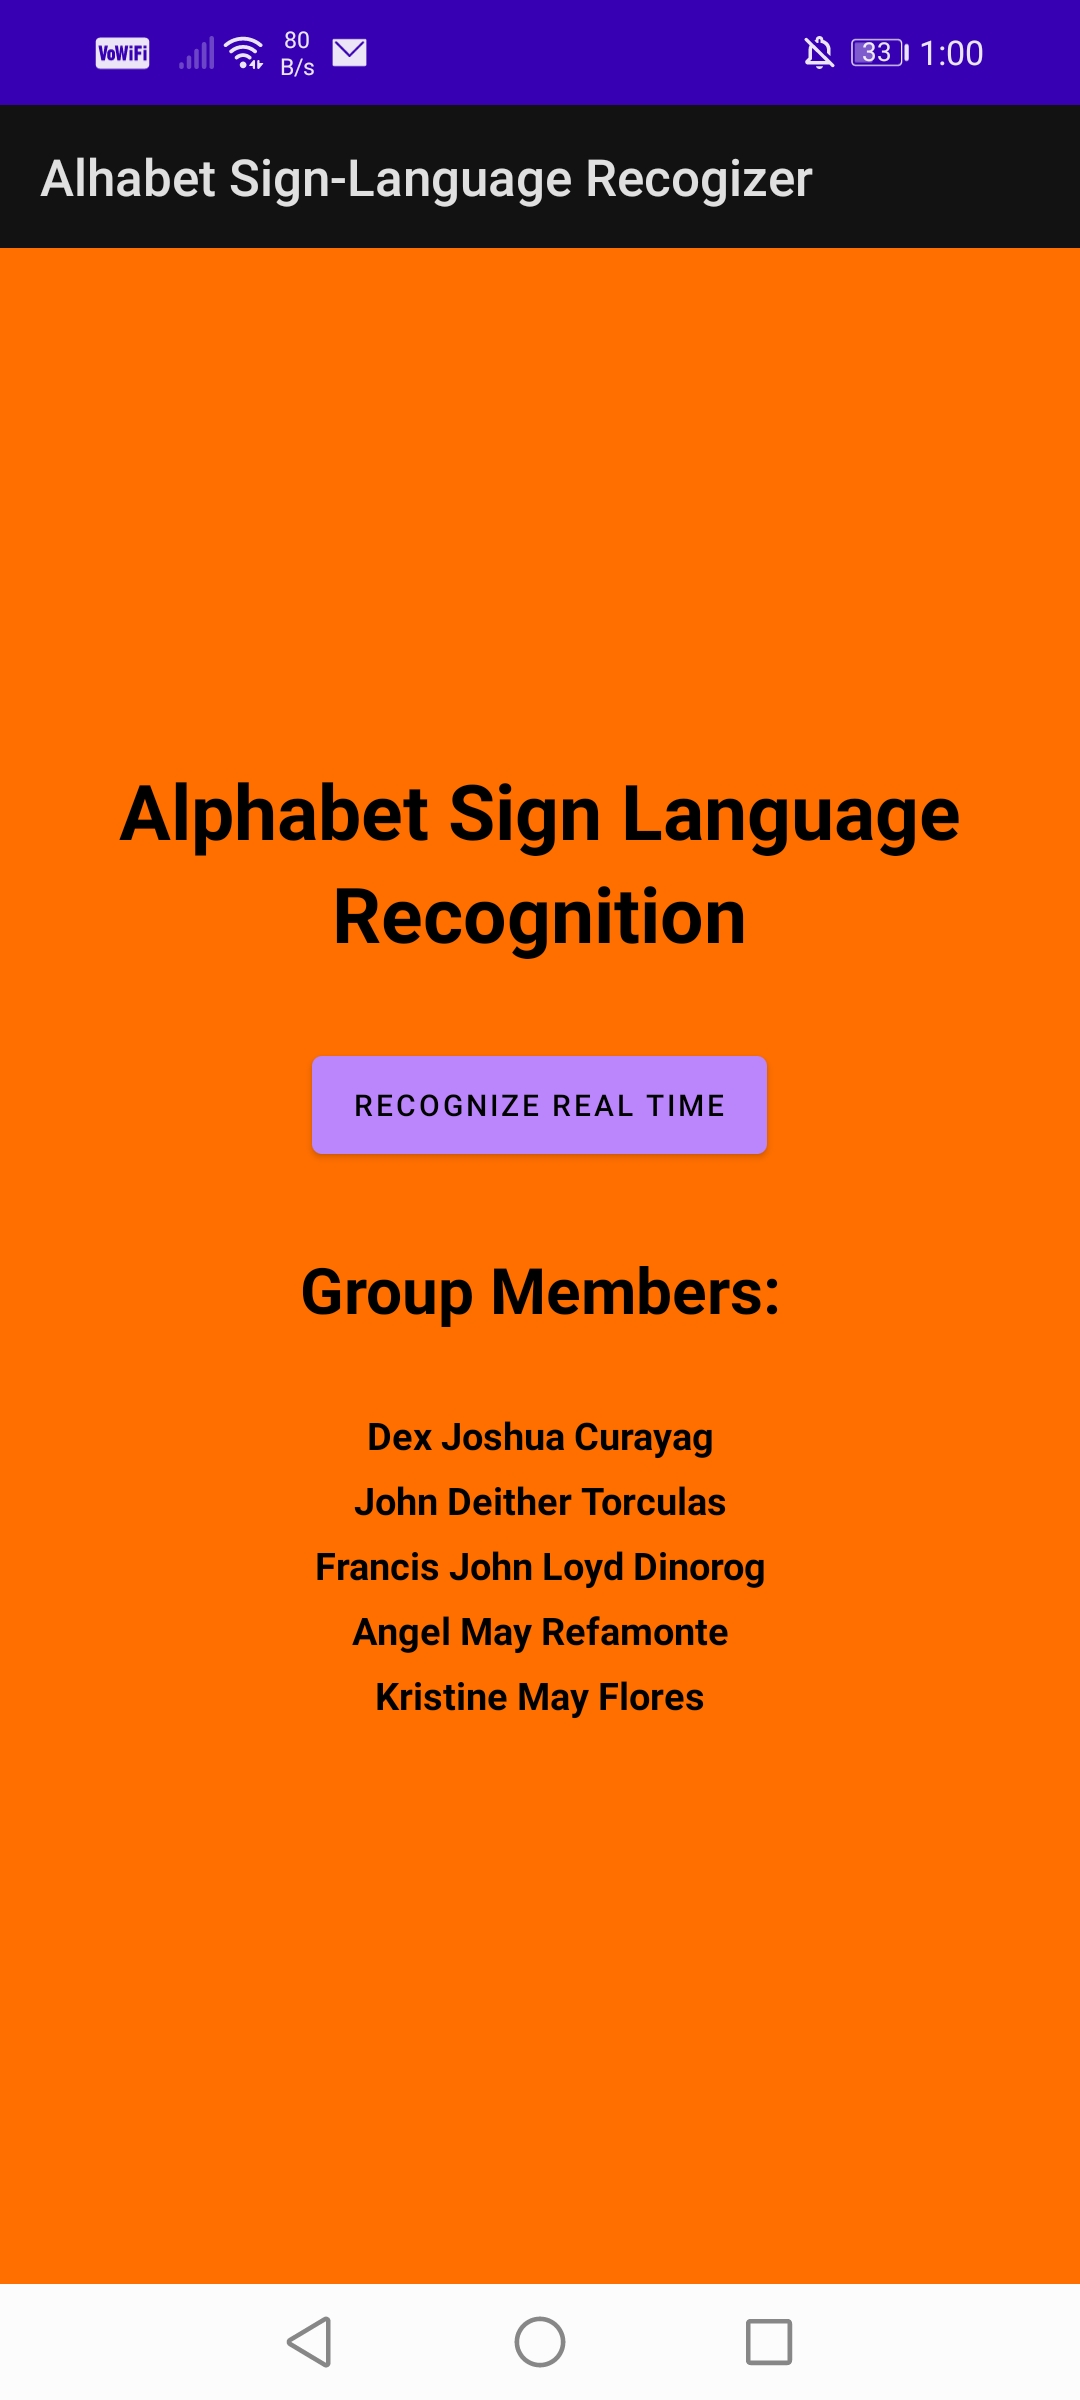 VoWiFi 80 33 1:00
B/s
Alhabet Sign-Language Recogizer
Alphabet Sign Language
Recognition
RECOGNIZE REAL TIME
Group Members:
Dex Joshua Curayag
John Deither Torculas
Francis John Loyd Dinorog
Angel May Refamonte
Kristine May Flores